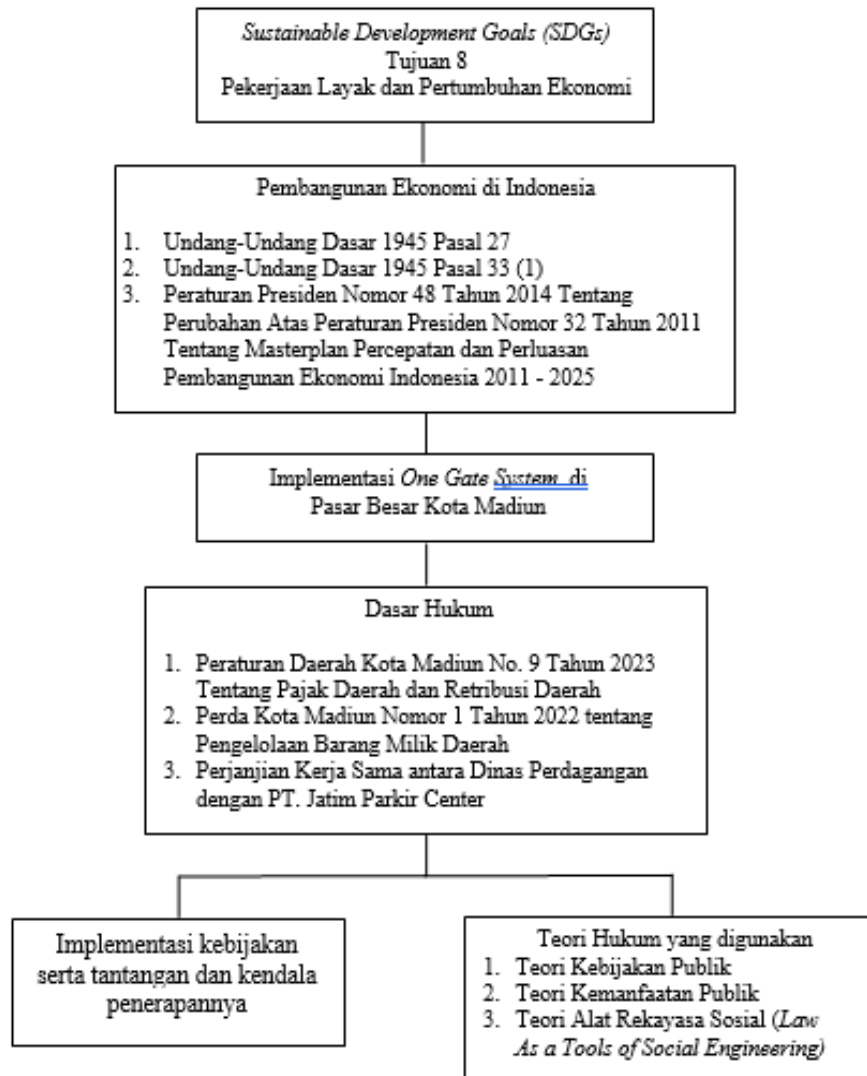 Sustainable Development Goals (SDGs)
Tujuan 8
Pekerjaan Layak dan Pertumbuhan Ekonomi
Pembangunan Ekonomi di Indonesia
1. Undang-Undang Dasar 1945 Pasal 27
2. Undang-Undang Dasar 1945 Pasal 33 (1)
3. Peraturan Presiden Nomor 48 Tahun 2014 Tentang
Perubahan Atas Peraturan Presiden Nomor 32 Tahun 2011
Tentang Masterplan Percepatan dan Perluasan
Pembangunan Ekonomi Indonesia 2011 - 2025
Implementasi One Gate System di
Pasar Besar Kota Madiun
Dasar Hukum
1. Peraturan Daerah Kota Madiun No. 9 Tahun 2023
Tentang Pajak Daerah dan Retribusi Daerah
2. Perda Kota Madiun Nomor 1 Tahun 2022 tentang
Pengelolaan Barang Milik Daerah
3. Perjanjian Kerja Sama antara Dinas Perdagangan
dengan PT. Jatim Parkir Center
Implementasi kebijakan
serta tantangan dan kendala
penerapannya
Teori Hukum yang digunakan
1. Teori Kebijakan Publik
2. Teori Kemanfaatan Publik
3. Teori Alat Rekayasa Sosial (Law
As a Tools of Social Engineering)